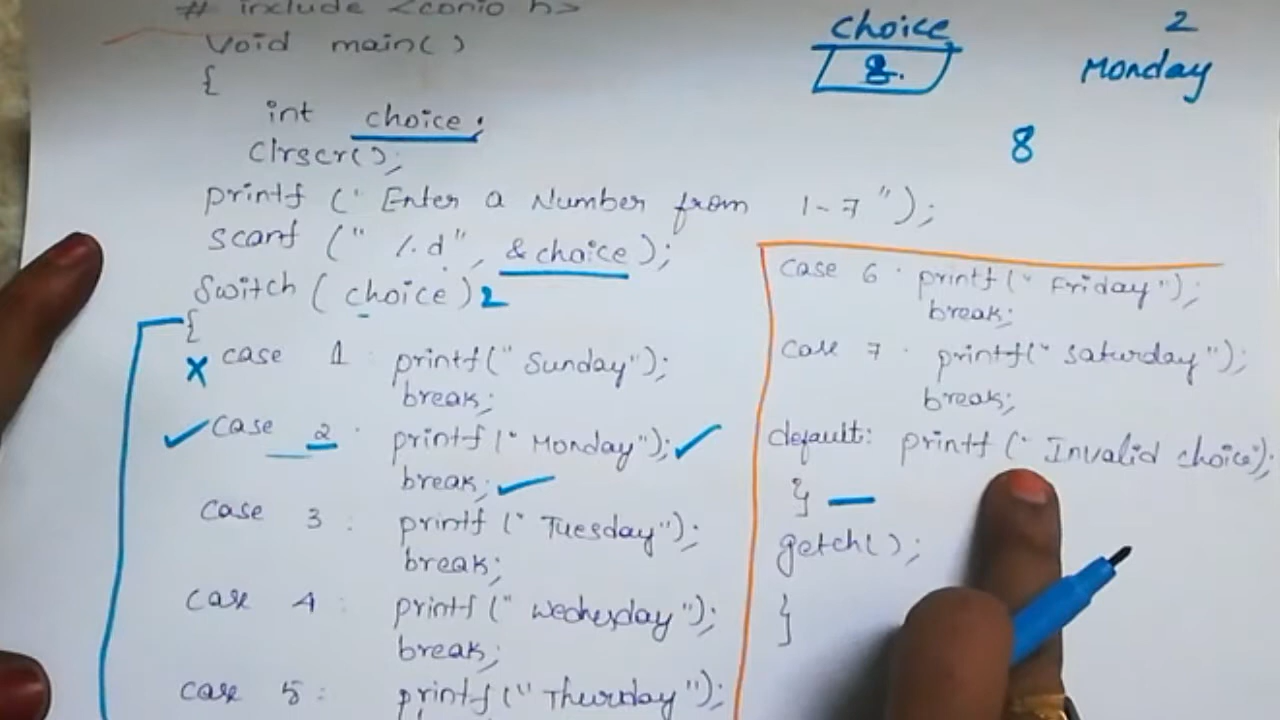 # include <conio h>
void main()
{
int choice;
Clrscr();
printf (" Enter a Number from 1-7");
scanf ("%d", &choice);
Switch (choice) 2
{
case 1: printf(" Sunday");
break;
case 2: printf(" Monday");
break;
case 3: printf(" Tuesday");
break;
case 4: printf(" Wednesday");
break;
case 5: printf(" Thursday");
case 6: printf(" Friday");
break;
case 7: printf(" Saturday");
break;
default: printf (" Invalid choice");
}
getch();
}
choice
8.
2
Monday
8